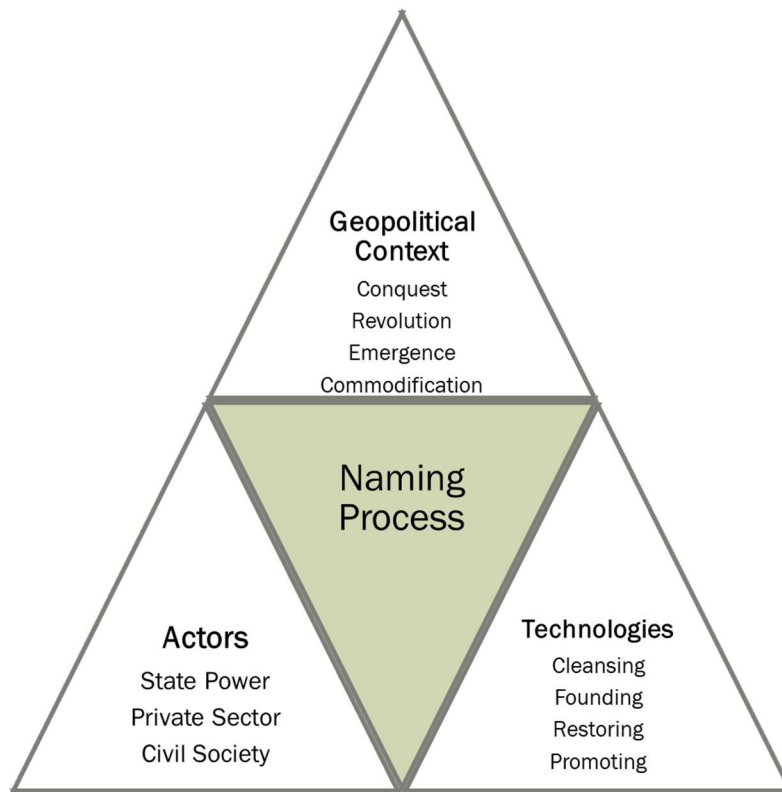 Geopolitical
Context
Conquest
Revolution
Emergence
Commodification
Naming
Process
Actors
State Power
Private Sector
Civil Society
Technologies
Cleansing
Founding
Restoring
Promoting